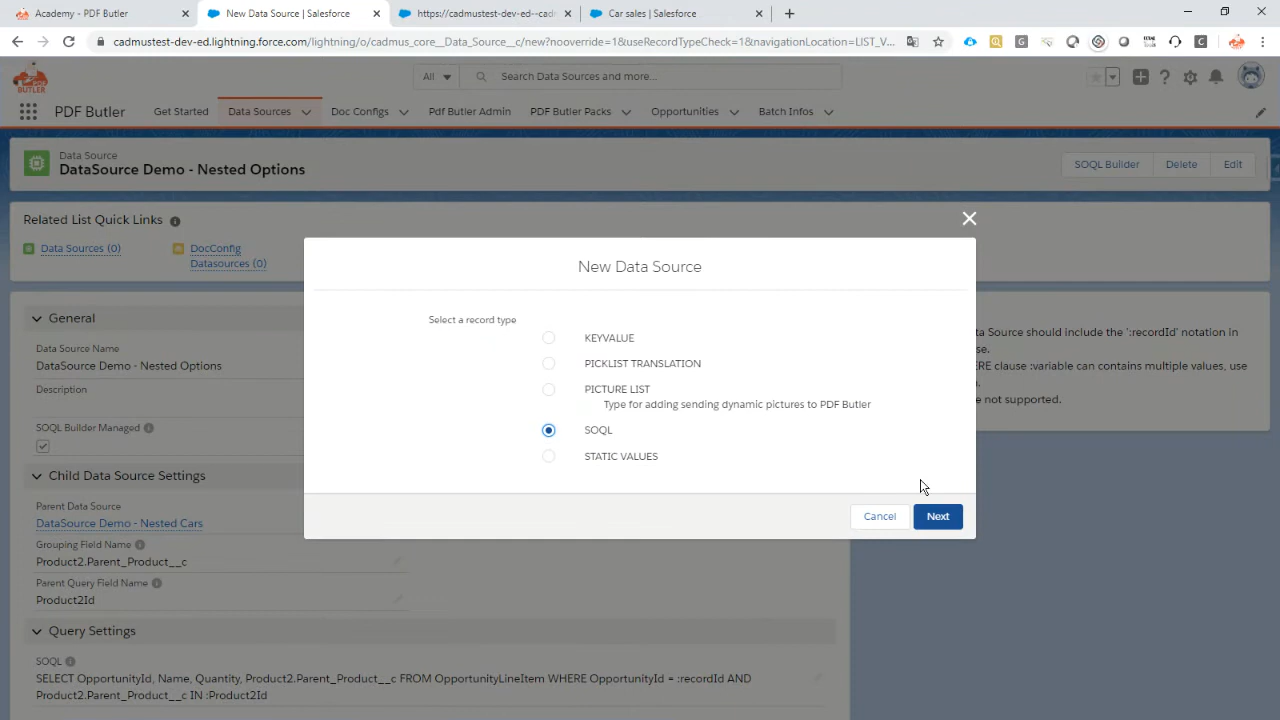 Academy - PDF Butler
New Data Source | Salesforce
https://cadmustest-dev-ed--cadm
Car sales | Salesforce
cadmustest-dev-ed.lightning.force.com/lightning/o/cadmus_core__Data_Source__c/new?nooverride=1&useRecordTypeCheck=1&navigationLocation=LIST_V...
BUTLER
All
Search Data Sources and more...
PDF Butler
Get Started
Data Sources
Doc Configs
Pdf Butler Admin
PDF Butler Packs
Opportunities
Batch Infos
Data Source
DataSource Demo - Nested Options
SOQL Builder
Delete
Edit
Related List Quick Links
Data Sources (0)
DocConfig
Datasources (0)
New Data Source
Select a record type
KEYVALUE
PICKLIST TRANSLATION
PICTURE LIST
Type for adding sending dynamic pictures to PDF Butler
SOQL
STATIC VALUES
Cancel
Next
General
Data Source Name
DataSource Demo - Nested Options
Description
SOQL Builder Managed
Child Data Source Settings
Parent Data Source
DataSource Demo - Nested Cars
Grouping Field Name
Product2.Parent_Product__c
Parent Query Field Name
Product2Id
Query Settings
SOQL
SELECT OpportunityId, Name, Quantity, Product2.Parent_Product__c FROM OpportunityLineItem WHERE OpportunityId = :recordId AND
Product2.Parent_Product__c IN :Product2Id
ata Source should include the ':recordId' notation in
se.
ERE clause :variable can contains multiple values, use
n.
re not supported.